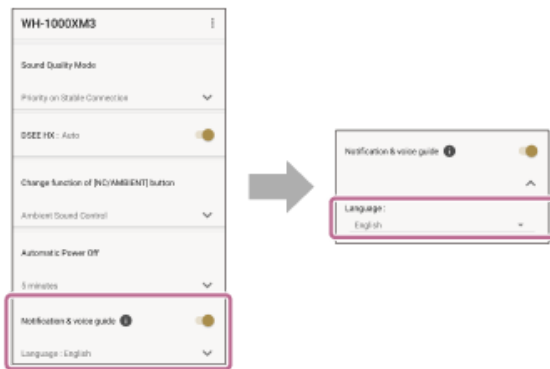 WH-1000XM3
Sound Quality Mode
Priority on Stable Connection
DSEE HX : Auto
Change function of [NC/AMBIENT] button
Ambient Sound Control
Automatic Power Off
5 minutes
Notification & voice guide
Language : English
Notification & voice guide
Language :
English